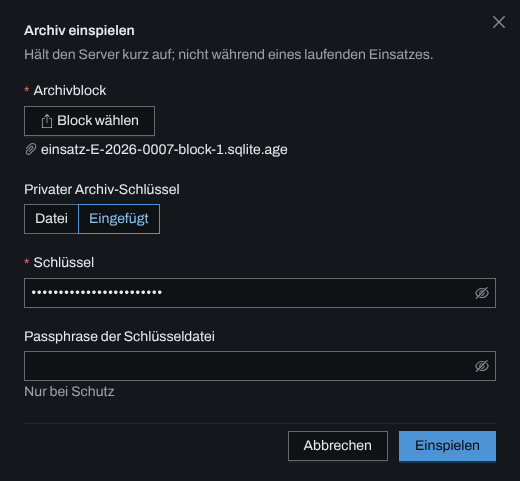 Archiv einspielen
Hält den Server kurz auf; nicht während eines laufenden Einsatzes.
* Archivblock
Block wählen
einsatz-E-2026-0007-block-1.sqlite.age
Privater Archiv-Schlüssel
Datei Eingefügt
* Schlüssel
••••••••••••••••••••••••
Passphrase der Schlüsseldatei
Nur bei Schutz
Abbrechen Einspielen